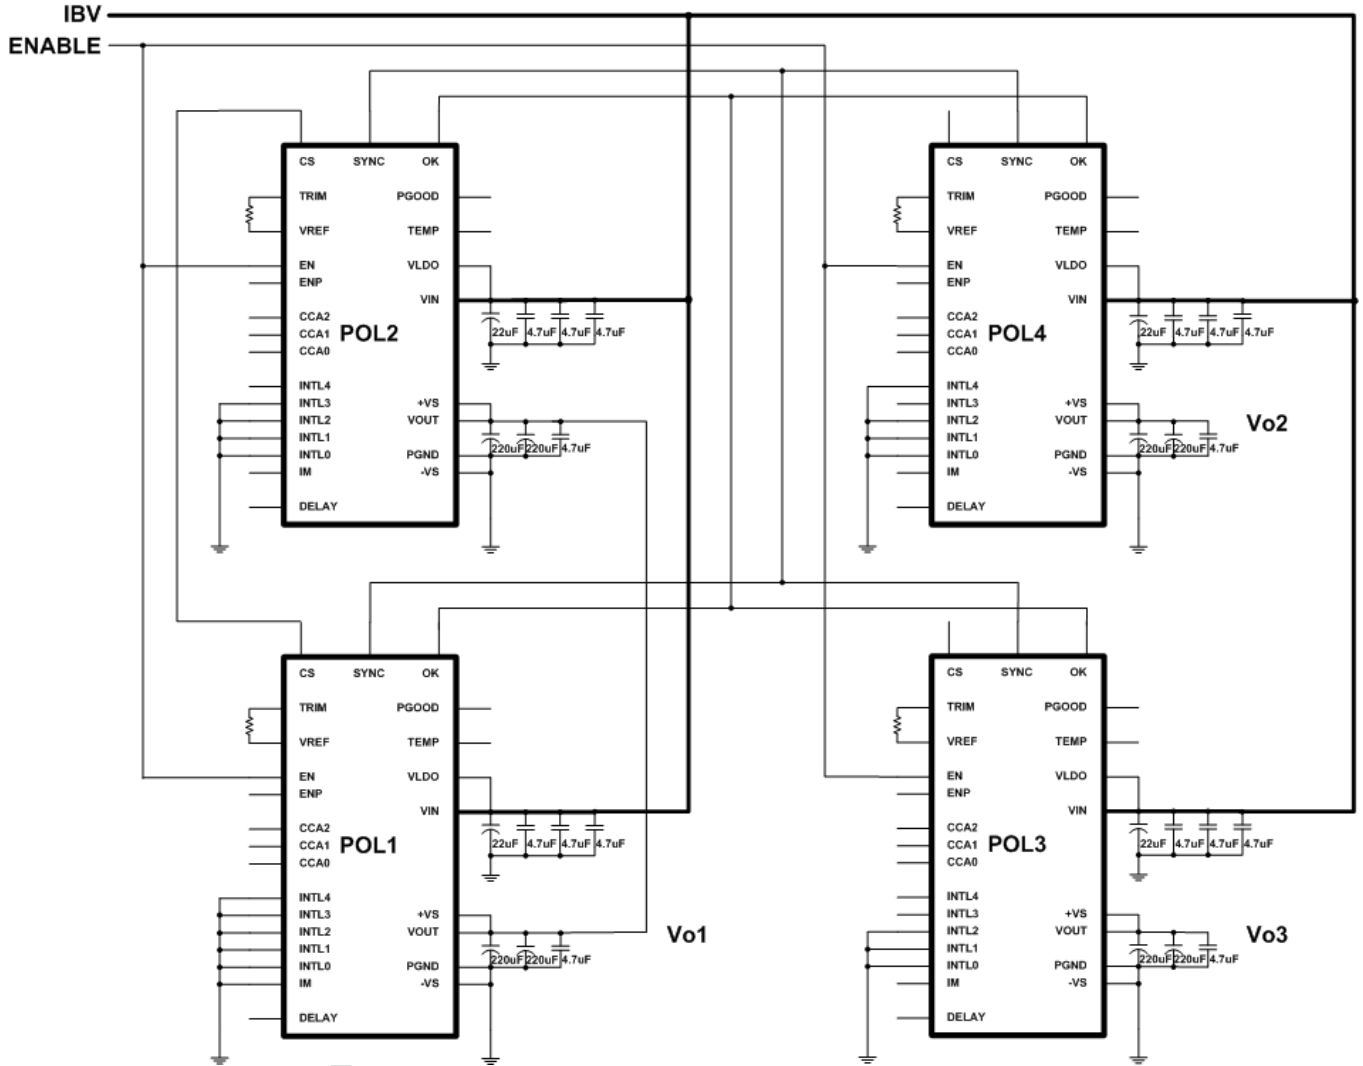 IBV
ENABLE
CS SYNC OK
TRIM PGOOD
VREF TEMP
EN VLDO
ENP
VIN
CCA2
CCA1 POL2 22uF 4.7uF 4.7uF 4.7uF
CCA0
INTL4
INTL3 +VS
INTL2 VOUT
INTL1 220uF 220uF 4.7uF
INTL0 PGND
IM -VS
DELAY
CS SYNC OK
TRIM PGOOD
VREF TEMP
EN VLDO
ENP
VIN
CCA2
CCA1 POL4 22uF 4.7uF 4.7uF 4.7uF
CCA0
INTL4
INTL3 +VS
INTL2 VOUT Vo2
INTL1 220uF 220uF 4.7uF
INTL0 PGND
IM -VS
DELAY
CS SYNC OK
TRIM PGOOD
VREF TEMP
EN VLDO
ENP
VIN
CCA2
CCA1 POL1 22uF 4.7uF 4.7uF 4.7uF
CCA0
INTL4
INTL3 +VS
INTL2 VOUT Vo1
INTL1 220uF 220uF 4.7uF
INTL0 PGND
IM -VS
DELAY
CS SYNC OK
TRIM PGOOD
VREF TEMP
EN VLDO
ENP
VIN
CCA2
CCA1 POL3 22uF 4.7uF 4.7uF 4.7uF
CCA0
INTL4
INTL3 +VS
INTL2 VOUT Vo3
INTL1 220uF 220uF 4.7uF
INTL0 PGND
IM -VS
DELAY